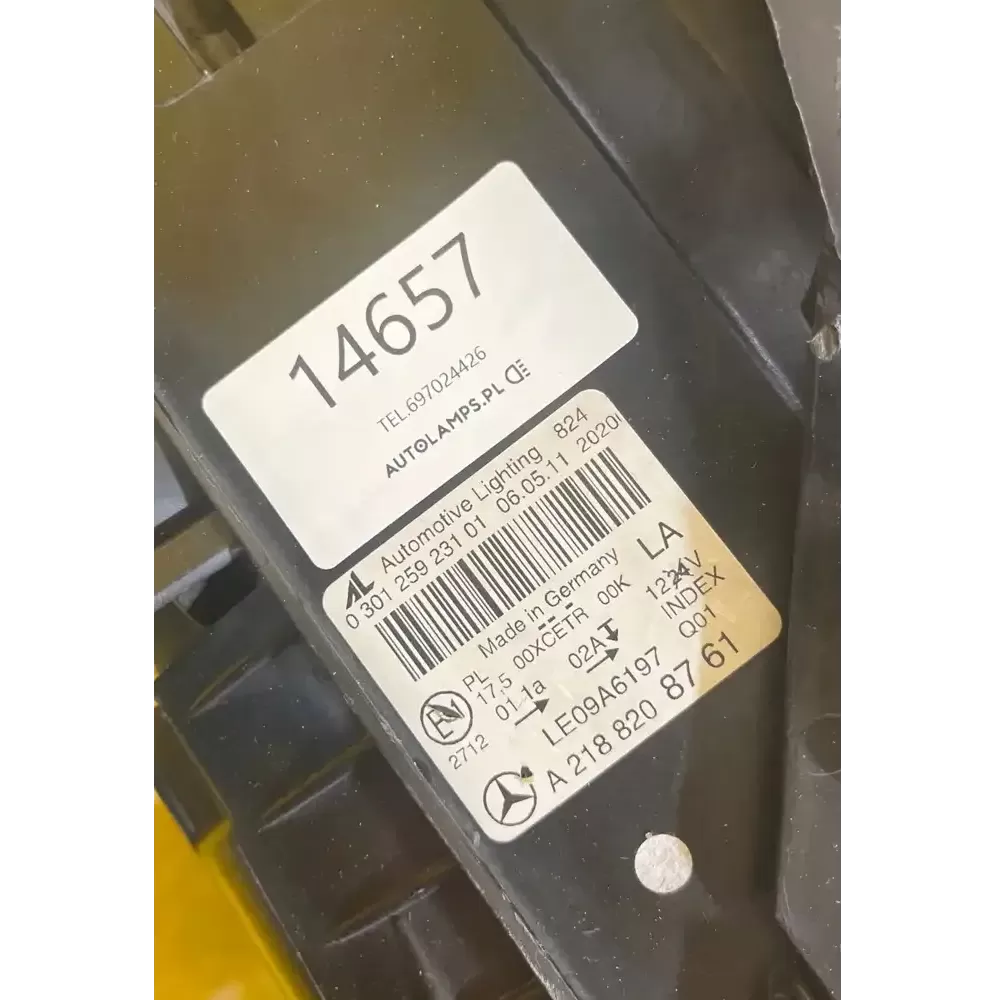 14657
TEL.697024426
AUTOLAMPS.PL
AL Automotive Lighting 824
0 301 259 231 01 06.05.11 2020
Made in Germany LA
PL 00XCETR 00K 1224V
17,5 02A INDEX
01 1a Q01
E1
2712 LE09A6197
A 218 820 87 61